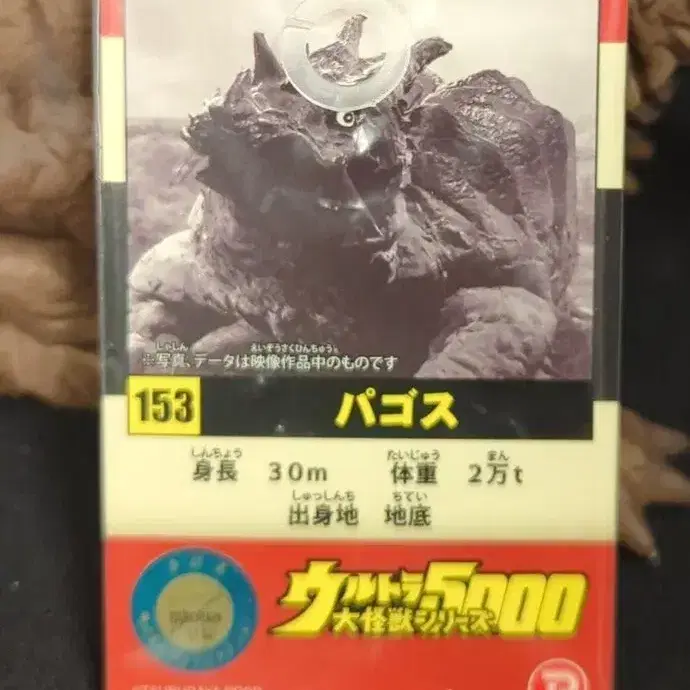 しゃしん えいぞうさくひんちゅう
※写真、データは映像作品中のものです
153 パゴス
しんちょう たいじゅう まん
身長 30m 体重 2万t
しゅっしんち ちてい
出身地 地底
ウルトラ5000
大怪獣シリーズ